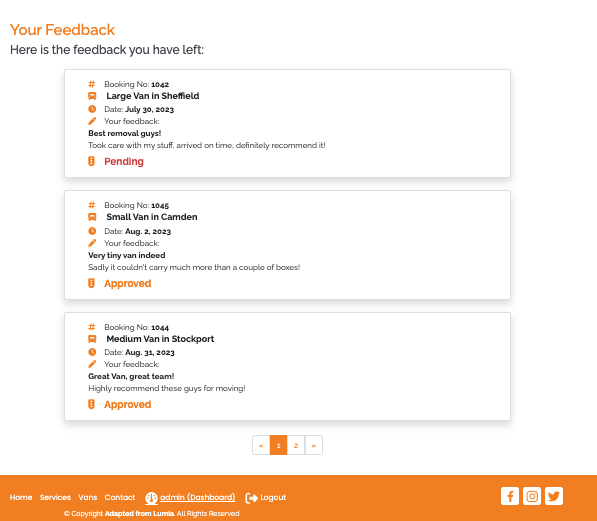 Your Feedback
Here is the feedback you have left:
Booking No: 1042
Large Van in Sheffield
Date: July 30, 2023
Your feedback:
Best removal guys!
Took care with my stuff, arrived on time, definitely recommend it!
Pending
Booking No: 1045
Small Van in Camden
Date: Aug. 2, 2023
Your feedback:
Very tiny van indeed
Sadly it couldn't carry much more than a couple of boxes!
Approved
Booking No: 1044
Medium Van in Stockport
Date: Aug. 31, 2023
Your feedback:
Great Van, great team!
Highly recommend these guys for moving!
Approved
« 1 2 »
Home Services Vans Contact admin (Dashboard) Logout
© Copyright Adapted from Lumia. All Rights Reserved